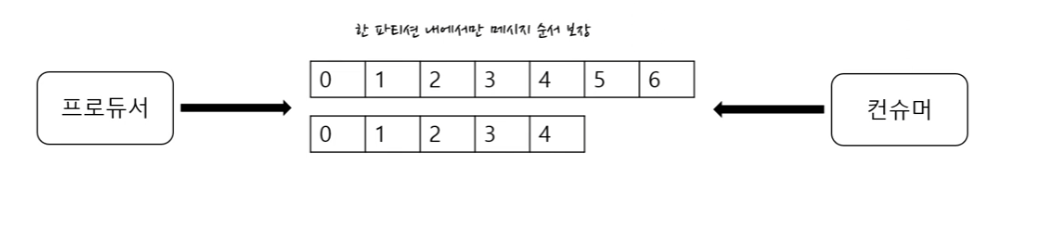 한 파티션 내에서만 메시지 순서 보장
프로듀서
0 1 2 3 4 5 6
0 1 2 3 4
컨슈머